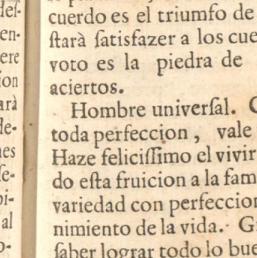 cuerdo es el triumfo de
ſtarà ſatisfazer a los cue
voto es la piedra de
aciertos.
Hombre univerſal.
toda perfeccion, vale
Haze feliciſſimo el vivir
do eſta fruicion a la fam
variedad con perfeccion
nimiento de la vida. G
ſaber lograr todo lo bue